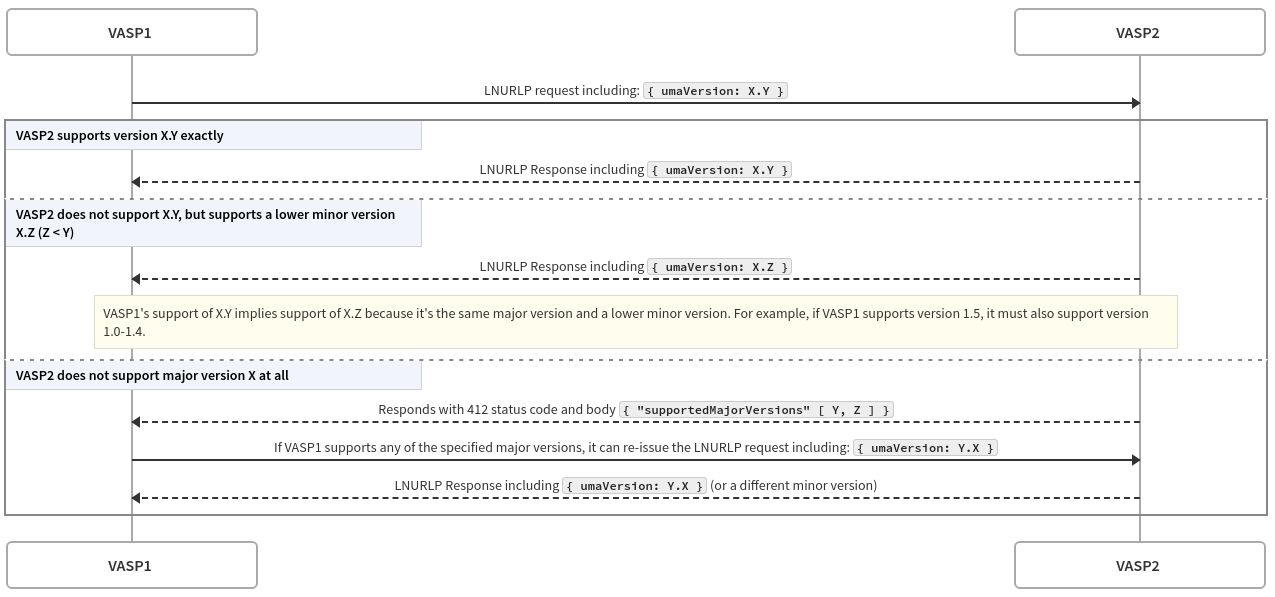 VASP1
VASP2
LNURLP request including: { umaVersion: X.Y }
VASP2 supports version X.Y exactly
LNURLP Response including { umaVersion: X.Y }
VASP2 does not support X.Y, but supports a lower minor version
X.Z (Z < Y)
LNURLP Response including { umaVersion: X.Z }
VASP1's support of X.Y implies support of X.Z because it's the same major version and a lower minor version. For example, if VASP1 supports version 1.5, it must also support version
1.0-1.4.
VASP2 does not support major version X at all
Responds with 412 status code and body { "supportedMajorVersions" [ Y, Z ] }
If VASP1 supports any of the specified major versions, it can re-issue the LNURLP request including: { umaVersion: Y.X }
LNURLP Response including { umaVersion: Y.X } (or a different minor version)
VASP1
VASP2